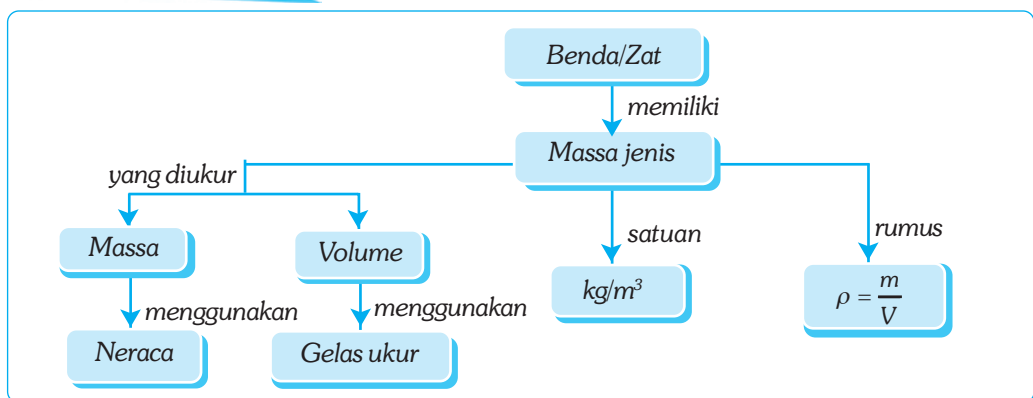 Benda/Zat
memiliki
Massa jenis
yang diukur
Massa
Volume
satuan
rumus
kg/m³
ρ = m/V
menggunakan
menggunakan
Neraca
Gelas ukur